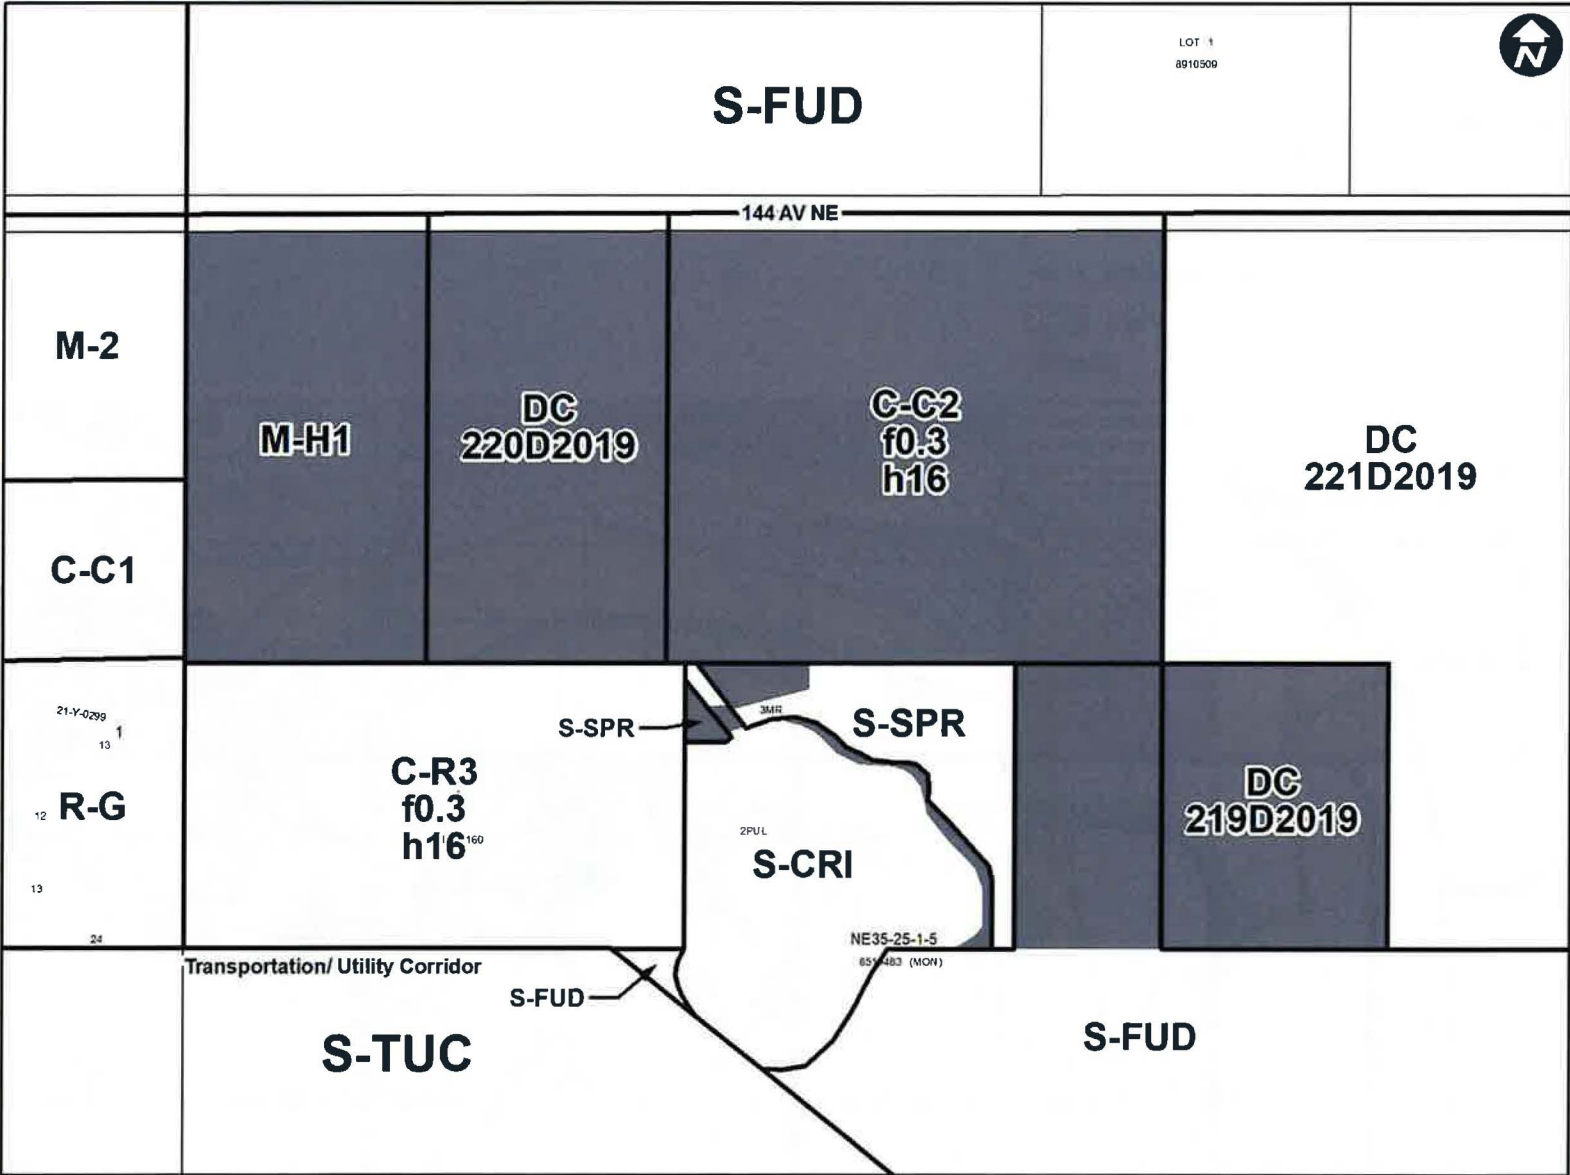 LOT 1
8910509
N
S-FUD
144 AV NE
M-2
M-H1
DC
220D2019
C-C2
f0.3
h16
DC
221D2019
C-C1
21-Y-0299
1
13
12
R-G
13
24
C-R3
f0.3
h16
160
S-SPR
3MR
S-SPR
2PUL
S-CRI
DC
219D2019
NE35-25-1-5
(MON)
Transportation/ Utility Corridor
S-FUD
S-TUC
S-FUD